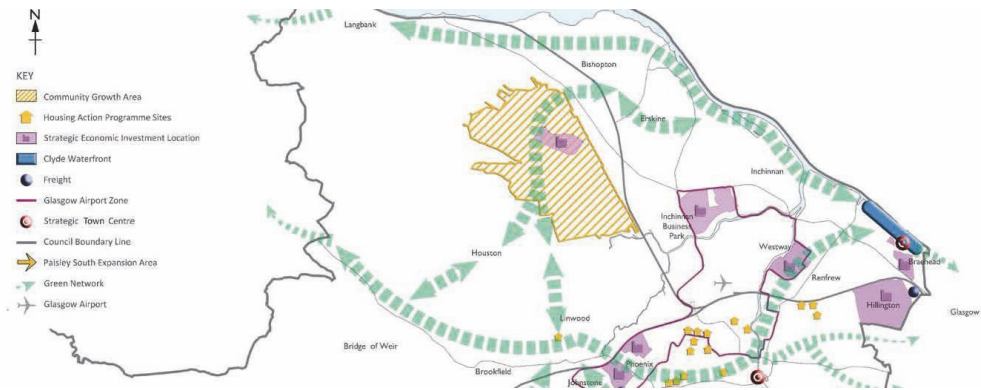 N
KEY
Community Growth Area
Housing Action Programme Sites
Strategic Economic Investment Location
Clyde Waterfront
Freight
Glasgow Airport Zone
Strategic Town Centre
Council Boundary Line
Paisley South Expansion Area
Green Network
Glasgow Airport
Langbank
Bishopton
Erskine
Inchinnan
Inchinnan
Business
Park
Westway
Braehead
Houston
Renfrew
Hillington
Glasgow
Linwood
Bridge of Weir
Phoenix
Brookfield
Johnstone